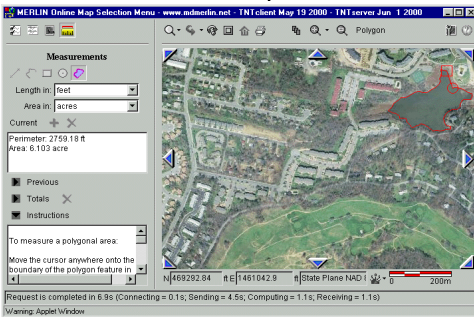 MERLIN Online Map Selection Menu - www.mdmerlin.net - TNTclient May 19 2000 - TNTserver Jun 1 2000
Polygon
Measurements
Length in: feet
Area in: acres
Current
Perimeter: 2759.18 ft
Area: 6.103 acre
Previous
Totals
Instructions
To measure a polygonal area:
Move the cursor anywhere onto the
boundary of the polygon feature in
N 469292.84 ft E 1461042.9 ft State Plane NAD 0 200m
Request is completed in 6.9s (Connecting = 0.1s; Sending = 4.5s; Computing = 1.1s; Receiving = 1.1s)
Warning: Applet Window